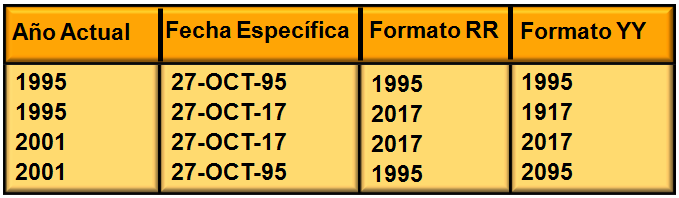 Año Actual Fecha Específica Formato RR Formato YY
1995 27-OCT-95 1995 1995
1995 27-OCT-17 2017 1917
2001 27-OCT-17 2017 2017
2001 27-OCT-95 1995 2095